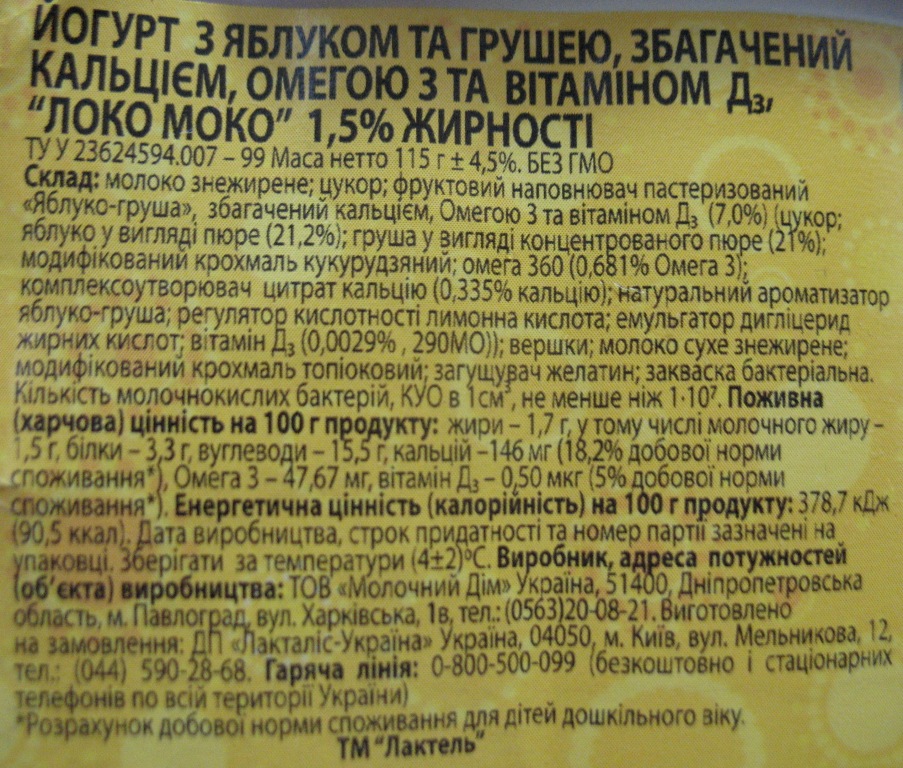 ЙОГУРТ З ЯБЛУКОМ ТА ГРУШЕЮ, ЗБАГАЧЕНИЙ
КАЛЬЦІЄМ, ОМЕГОЮ 3 ТА ВІТАМІНОМ Д₃,
“ЛОКО МОКО” 1,5% ЖИРНОСТІ
ТУ У 23624594.007 – 99 Маса нетто 115 г ± 4,5%. БЕЗ ГМО
Склад: молоко знежирене; цукор; фруктовий наповнювач пастеризований
«Яблуко-груша», збагачений кальцієм, Омегою 3 та вітаміном Д₃ (7,0%) (цукор;
яблуко у вигляді пюре (21,2%); груша у вигляді концентрованого пюре (21%);
модифікований крохмаль кукурудзяний; омега 360 (0,681% Омега 3);
комплексоутворювач цитрат кальцію (0,335% кальцію); натуральний ароматизатор
яблуко-груша; регулятор кислотності лимонна кислота; емульгатор дигліцерид
жирних кислот; вітамін Д₃ (0,0029% , 290МО)); вершки; молоко сухе знежирене;
модифікований крохмаль топіоковий; загущувач желатин; закваска бактеріальна.
Кількість молочнокислих бактерій, КУО в 1см³, не менше ніж 1·10⁷. Поживна
(харчова) цінність на 100 г продукту: жири – 1,7 г, у тому числі молочного жиру –
1,5 г, білки – 3,3 г, вуглеводи – 15,5 г, кальцій –146 мг (18,2% добової норми
споживання*), Омега 3 – 47,67 мг, вітамін Д₃ – 0,50 мкг (5% добової норми
споживання*). Енергетична цінність (калорійність) на 100 г продукту: 378,7 кДж
(90,5 ккал). Дата виробництва, строк придатності та номер партії зазначені на
упаковці. Зберігати за температури (4±2)ºС. Виробник, адреса потужностей
(об’єкта) виробництва: ТОВ «Молочний Дім» Україна, 51400, Дніпропетровська
область, м. Павлоград, вул. Харківська, 1в, тел.: (0563)20-08-21. Виготовлено
на замовлення: ДП «Лакталіс-Україна» Україна, 04050, м. Київ, вул. Мельникова, 12,
тел.: (044) 590-28-68. Гаряча лінія: 0-800-500-099 (безкоштовно і стаціонарних
телефонів по всій території України)
*Розрахунок добової норми споживання для дітей дошкільного віку.
ТМ “Лактель”